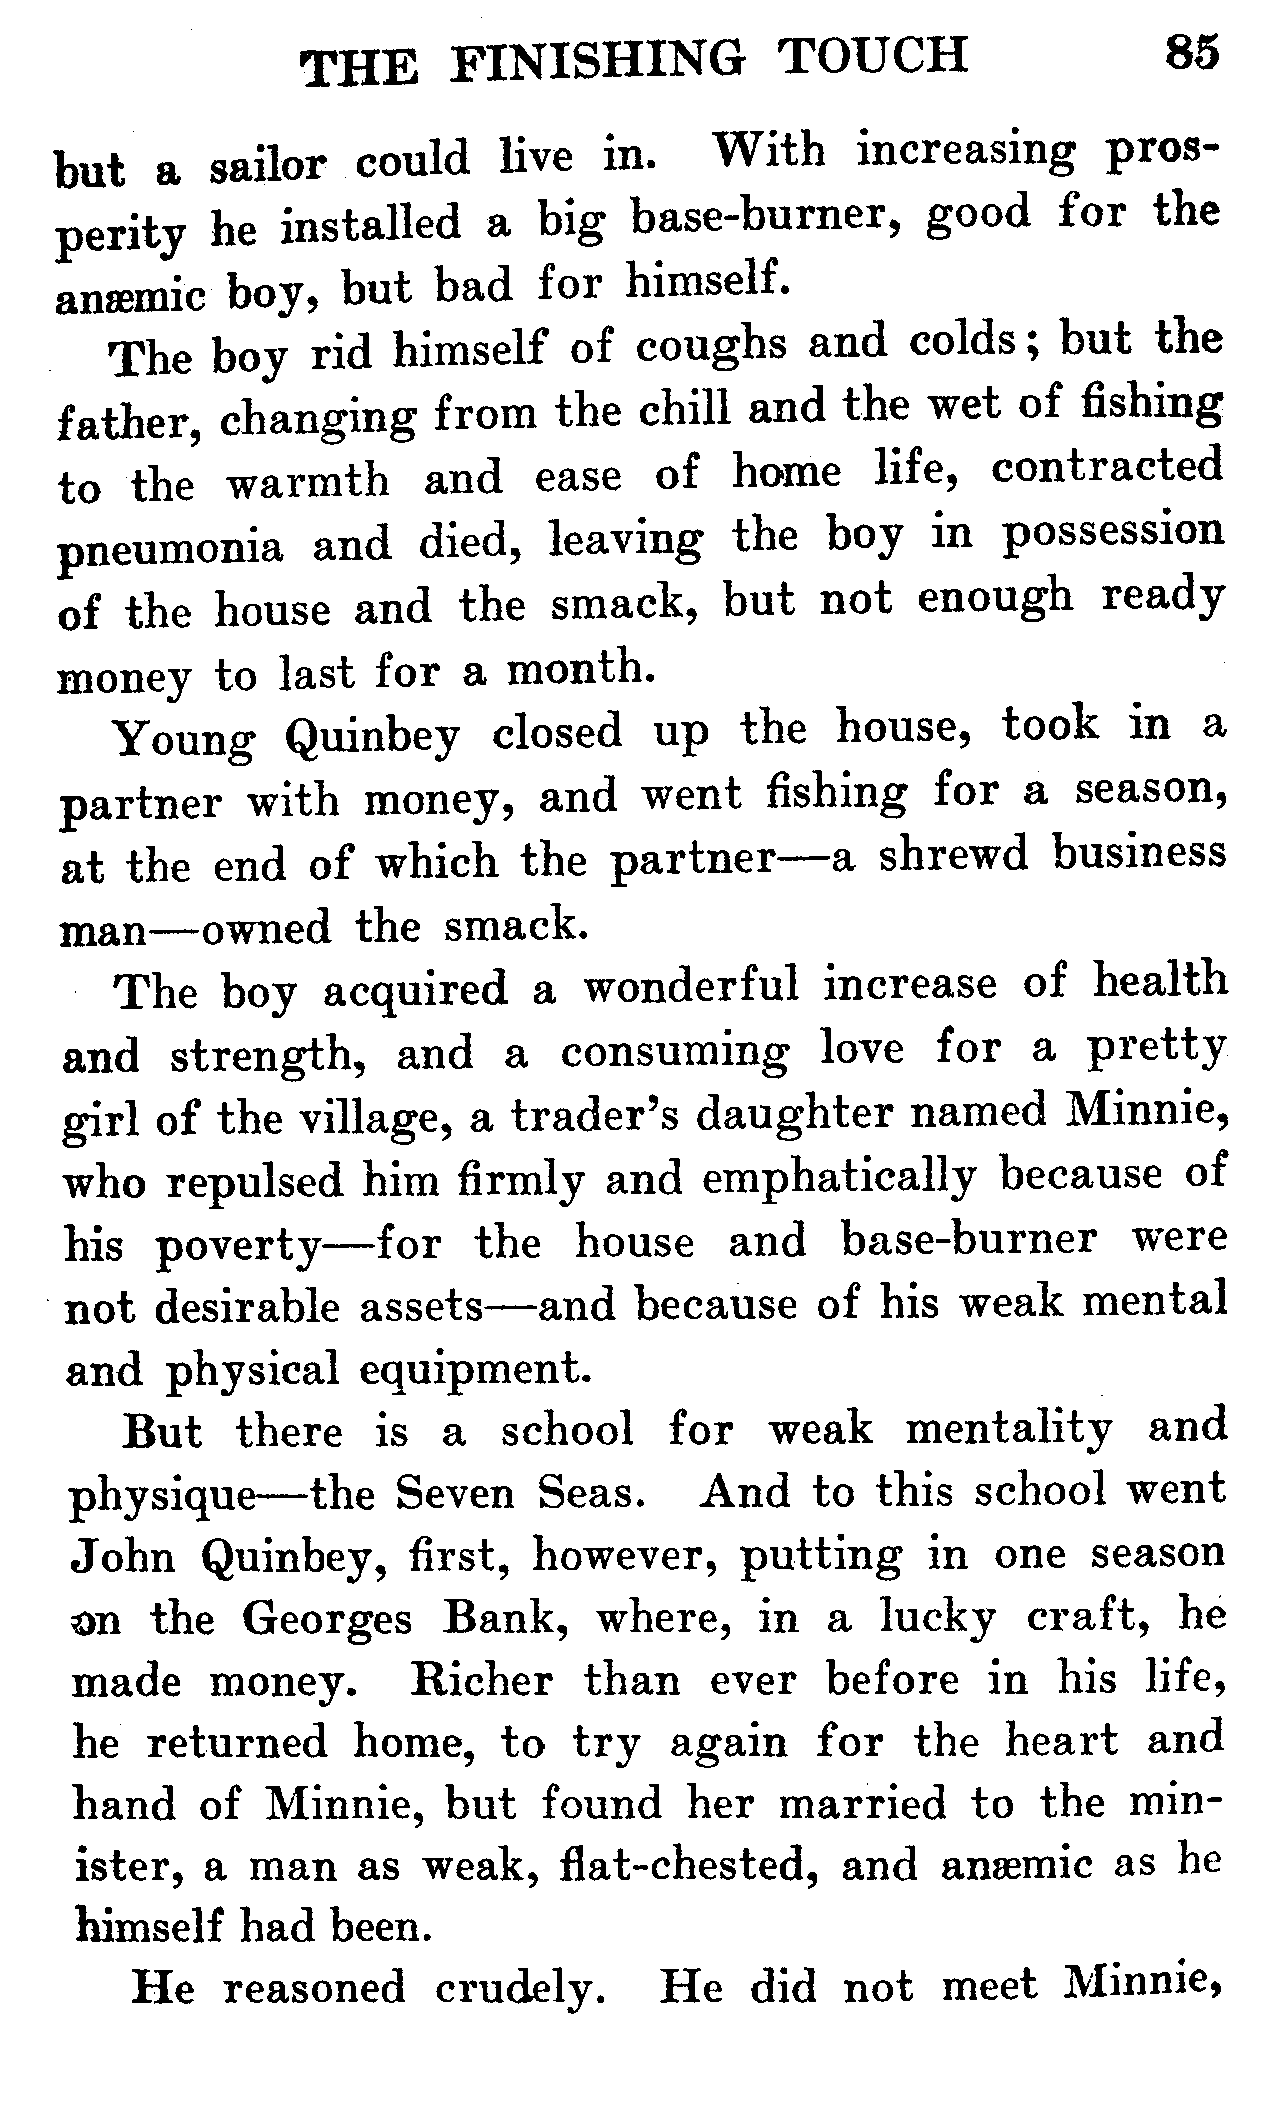 THE FINISHING TOUCH 85
but a sailor could live in. With increasing pros-
perity he installed a big base-burner, good for the
anæmic boy, but bad for himself.
The boy rid himself of coughs and colds; but the
father, changing from the chill and the wet of fishing
to the warmth and ease of home life, contracted
pneumonia and died, leaving the boy in possession
of the house and the smack, but not enough ready
money to last for a month.
Young Quinbey closed up the house, took in a
partner with money, and went fishing for a season,
at the end of which the partner—a shrewd business
man—owned the smack.
The boy acquired a wonderful increase of health
and strength, and a consuming love for a pretty
girl of the village, a trader's daughter named Minnie,
who repulsed him firmly and emphatically because of
his poverty—for the house and base-burner were
not desirable assets—and because of his weak mental
and physical equipment.
But there is a school for weak mentality and
physique—the Seven Seas. And to this school went
John Quinbey, first, however, putting in one season
on the Georges Bank, where, in a lucky craft, he
made money. Richer than ever before in his life,
he returned home, to try again for the heart and
hand of Minnie, but found her married to the min-
ister, a man as weak, flat-chested, and anæmic as he
himself had been.
He reasoned crudely. He did not meet Minnie,